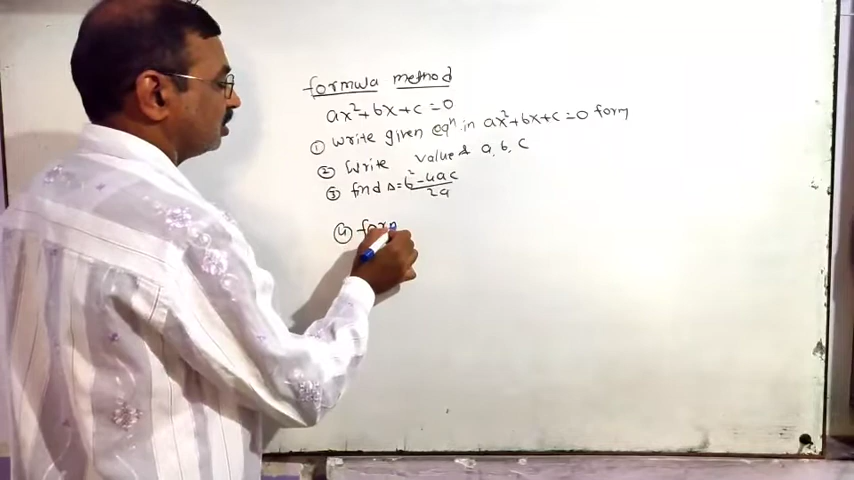 formula method
ax²+bx+c=0
① Write given eqⁿ. in ax²+bx+c=0 form
② Write value of a, b, c
③ find Δ=b²-4ac/2a
④ form